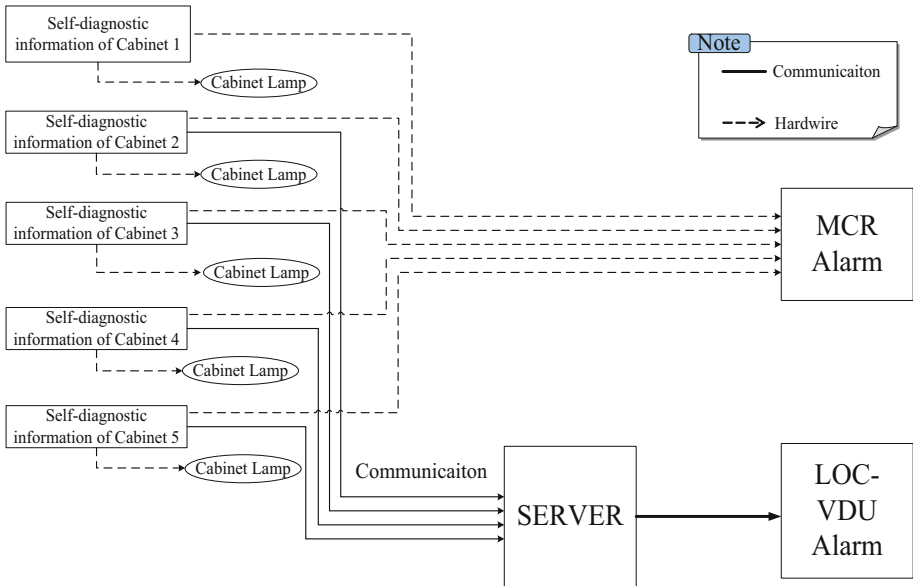 Self-diagnostic
information of Cabinet 1
Cabinet Lamp
Self-diagnostic
information of Cabinet 2
Cabinet Lamp
Self-diagnostic
information of Cabinet 3
Cabinet Lamp
Self-diagnostic
information of Cabinet 4
Cabinet Lamp
Self-diagnostic
information of Cabinet 5
Cabinet Lamp
Note
Communicaiton
Hardwire
MCR
Alarm
Communicaiton
SERVER
LOC-
VDU
Alarm